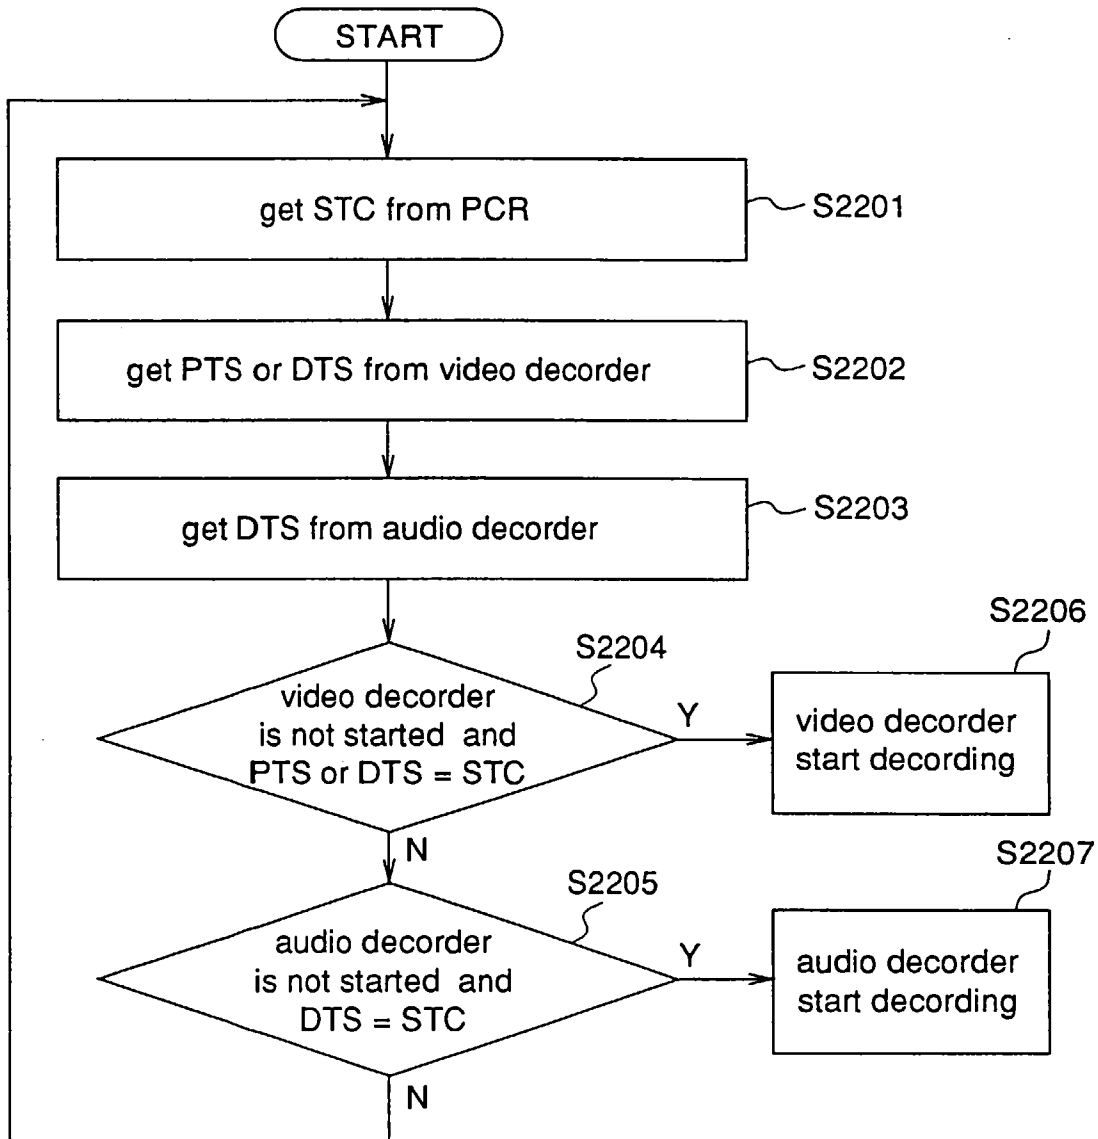 START
get STC from PCR
S2201
get PTS or DTS from video decorder
S2202
get DTS from audio decorder
S2203
S2204
video decorder
is not started and
PTS or DTS = STC
Y
N
S2206
video decorder
start decording
S2205
audio decorder
is not started and
DTS = STC
Y
N
S2207
audio decorder
start decording